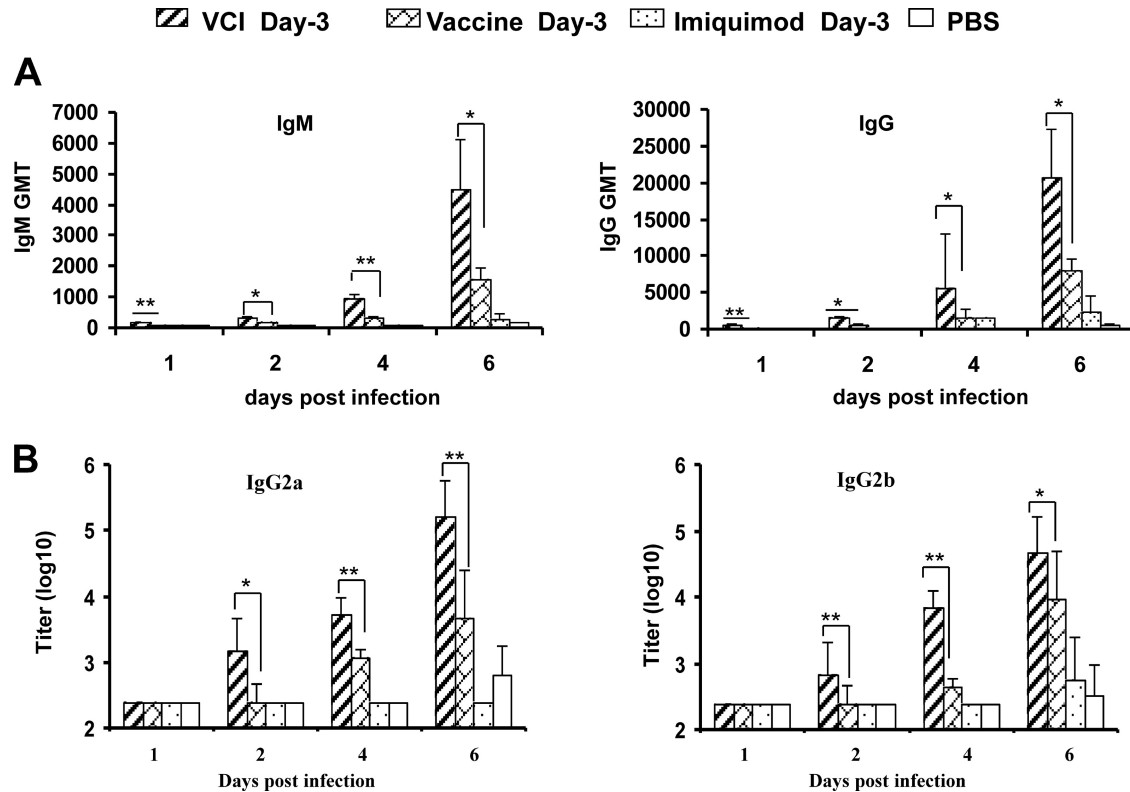 VCI Day-3 Vaccine Day-3 Imiquimod Day-3 PBS
A
IgM
IgM GMT
7000
6000
5000
4000
3000
2000
1000
0
** * ** *
1 2 4 6
days post infection
IgG
IgG GMT
30000
25000
20000
15000
10000
5000
0
** * * *
1 2 4 6
days post infection
B
IgG2a
Titer (log10)
6
5
4
3
2
* ** **
1 2 4 6
Days post infection
IgG2b
Titer (log10)
6
5
4
3
2
** ** *
1 2 4 6
Days post infection